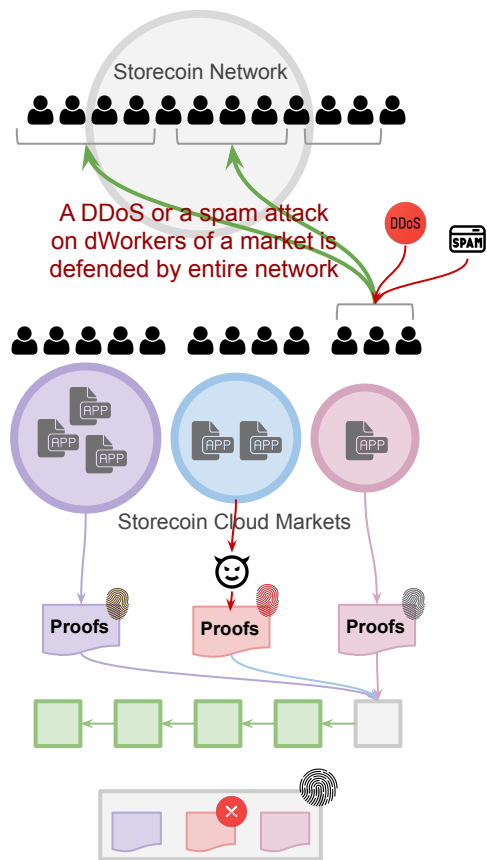 Storecoin Network
A DDoS or a spam attack
on dWorkers of a market is
defended by entire network
DDoS
SPAM
APP
APP
APP
APP
APP
APP
Storecoin Cloud Markets
Proofs
Proofs
Proofs